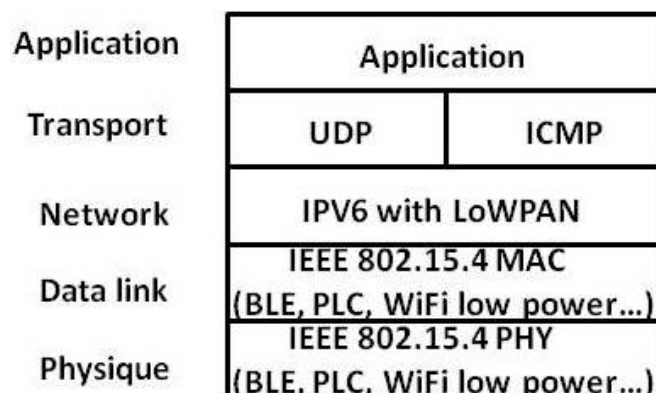 Application
Application
Transport
UDP
ICMP
Network
IPV6 with LoWPAN
Data link
IEEE 802.15.4 MAC
(BLE, PLC, WiFi low power...)
Physique
IEEE 802.15.4 PHY
(BLE, PLC, WiFi low power...)